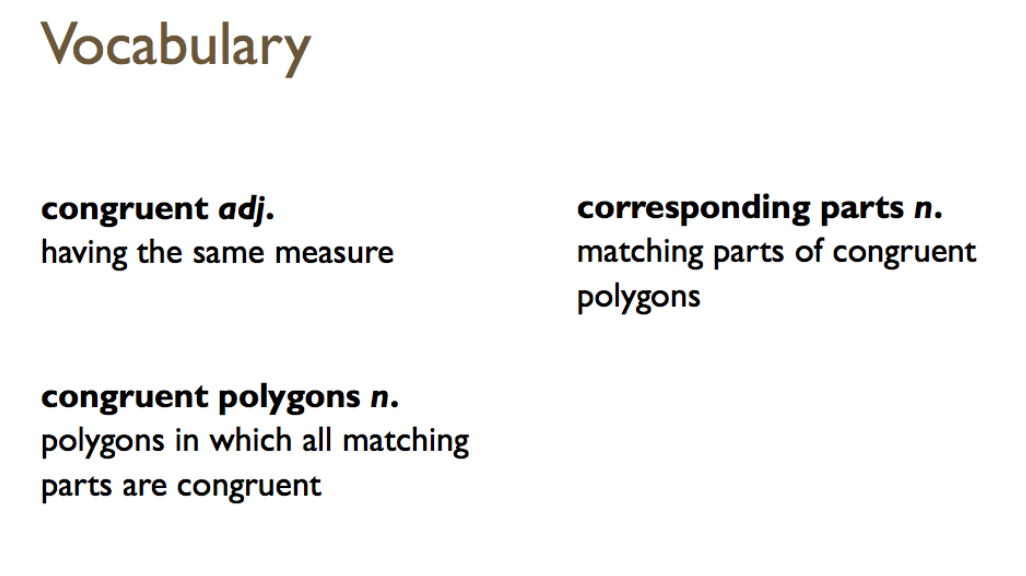 Vocabulary
congruent adj.
having the same measure
congruent polygons n.
polygons in which all matching
parts are congruent
corresponding parts n.
matching parts of congruent
polygons